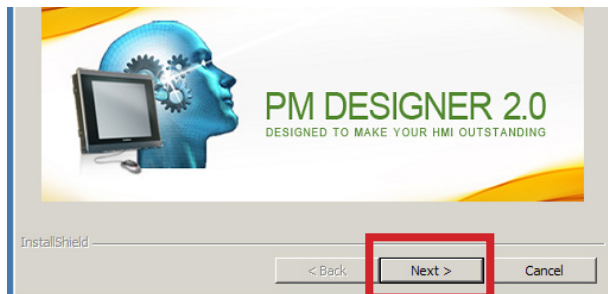 PM DESIGNER 2.0
DESIGNED TO MAKE YOUR HMI OUTSTANDING
InstallShield
< Back Next > Cancel